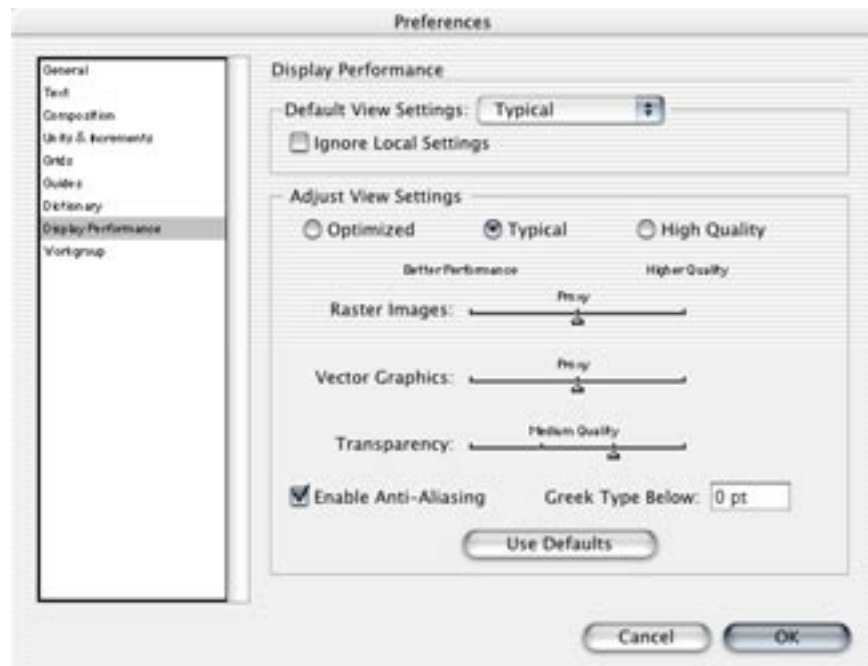 Preferences
General
Text
Composition
Units & Increments
Grids
Guides
Dictionary
Display Performance
Workgroup
Display Performance
Default View Settings: Typical
Ignore Local Settings
Adjust View Settings
Optimized Typical High Quality
Better Performance Higher Quality
Proxy
Raster Images:
Proxy
Vector Graphics:
Medium Quality
Transparency:
Enable Anti-Aliasing Greek Type Below: 0 pt
Use Defaults
Cancel OK